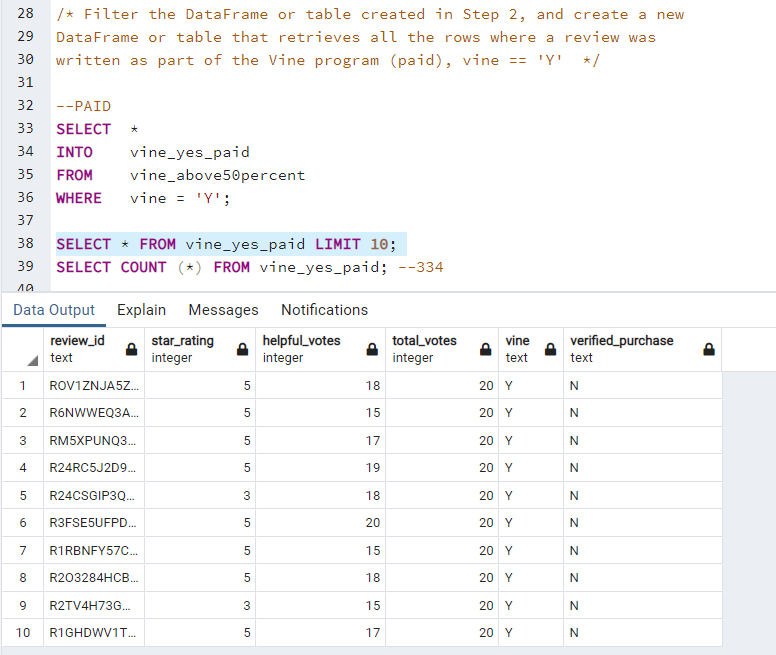 28 /* Filter the DataFrame or table created in Step 2, and create a new
29 DataFrame or table that retrieves all the rows where a review was
30 written as part of the Vine program (paid), vine == 'Y'  */
31
32 --PAID
33 SELECT  *
34 INTO    vine_yes_paid
35 FROM    vine_above50percent
36 WHERE   vine = 'Y';
37
38 SELECT * FROM vine_yes_paid LIMIT 10;
39 SELECT COUNT (*) FROM vine_yes_paid; --334
40
Data Output Explain Messages Notifications
review_id star_rating helpful_votes total_votes vine verified_purchase
text integer integer integer text text
1 ROV1ZNJA5Z... 5 18 20 Y N
2 R6NWWEQ3A... 5 15 20 Y N
3 RM5XPUNQ3... 5 17 20 Y N
4 R24RC5J2D9... 5 19 20 Y N
5 R24CSGIP3Q... 3 18 20 Y N
6 R3FSE5UFPD... 5 20 20 Y N
7 R1RBNFY57C... 5 15 20 Y N
8 R2O3284HCB... 5 18 20 Y N
9 R2TV4H73G... 3 15 20 Y N
10 R1GHDWV1T... 5 17 20 Y N